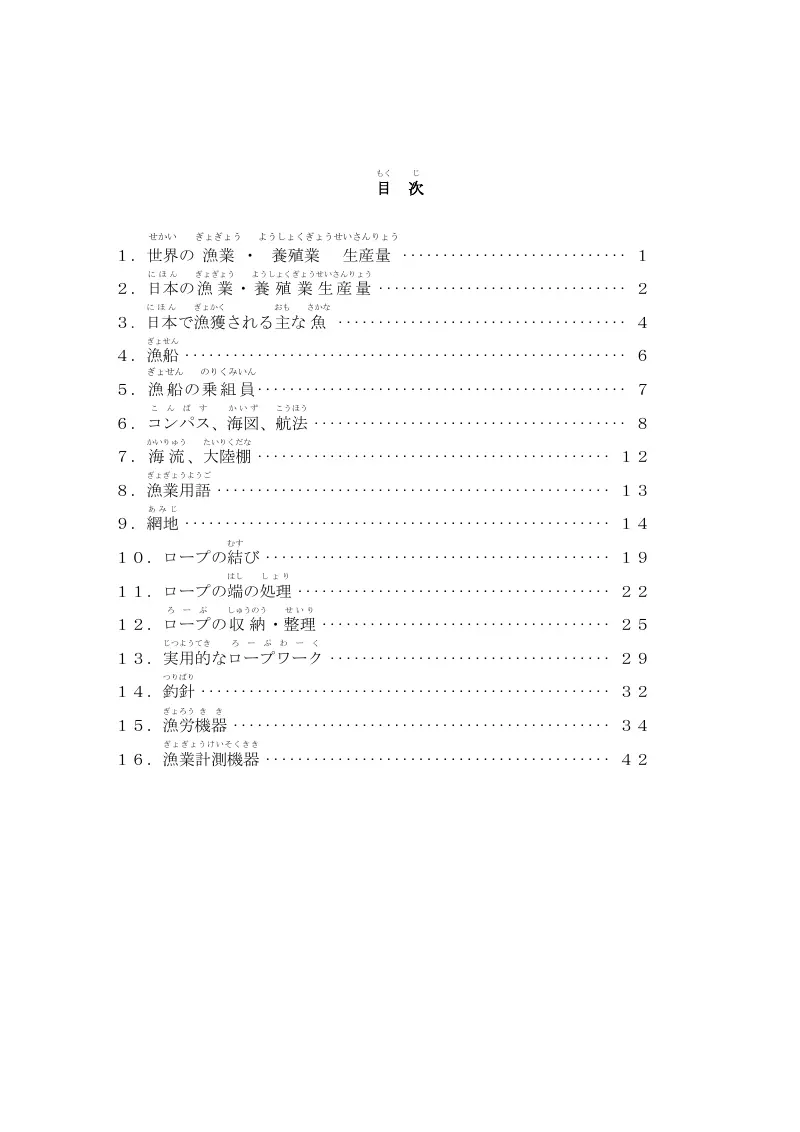 もく じ
目 次
せかい ぎょぎょう ようしょくぎょうせいさんりょう
１．世界の 漁業 ・ 養殖業 生産量 ‥‥‥‥‥‥‥‥‥‥‥‥‥‥ １
にほん ぎょぎょう ようしょくぎょうせいさんりょう
２．日本の漁業・養殖業生産量 ‥‥‥‥‥‥‥‥‥‥‥‥‥‥‥ ２
にほん ぎょかく おも さかな
３．日本で漁獲される主な魚 ‥‥‥‥‥‥‥‥‥‥‥‥‥‥‥‥‥‥ ４
ぎょせん
４．漁船 ‥‥‥‥‥‥‥‥‥‥‥‥‥‥‥‥‥‥‥‥‥‥‥‥‥‥‥ ６
ぎょせん のりくみいん
５．漁船の乗組員‥‥‥‥‥‥‥‥‥‥‥‥‥‥‥‥‥‥‥‥‥‥‥ ７
こんぱす かいず こうほう
６．コンパス、海図、航法 ‥‥‥‥‥‥‥‥‥‥‥‥‥‥‥‥‥‥‥ ８
かいりゅう たいりくだな
７．海流、大陸棚 ‥‥‥‥‥‥‥‥‥‥‥‥‥‥‥‥‥‥‥‥‥‥ １２
ぎょぎょうようご
８．漁業用語 ‥‥‥‥‥‥‥‥‥‥‥‥‥‥‥‥‥‥‥‥‥‥‥‥ １３
あみじ
９．網地 ‥‥‥‥‥‥‥‥‥‥‥‥‥‥‥‥‥‥‥‥‥‥‥‥‥‥ １４
むす
１０．ロープの結び ‥‥‥‥‥‥‥‥‥‥‥‥‥‥‥‥‥‥‥‥‥ １９
はし しょり
１１．ロープの端の処理 ‥‥‥‥‥‥‥‥‥‥‥‥‥‥‥‥‥‥‥ ２２
ろーぷ しゅうのう せいり
１２．ロープの収納・整理 ‥‥‥‥‥‥‥‥‥‥‥‥‥‥‥‥‥‥ ２５
じつようてき ろーぷわーく
１３．実用的なロープワーク ‥‥‥‥‥‥‥‥‥‥‥‥‥‥‥‥‥ ２９
つりばり
１４．釣針 ‥‥‥‥‥‥‥‥‥‥‥‥‥‥‥‥‥‥‥‥‥‥‥‥‥ ３２
ぎょろうきき
１５．漁労機器 ‥‥‥‥‥‥‥‥‥‥‥‥‥‥‥‥‥‥‥‥‥‥‥ ３４
ぎょぎょうけいそくきき
１６．漁業計測機器 ‥‥‥‥‥‥‥‥‥‥‥‥‥‥‥‥‥‥‥‥‥ ４２